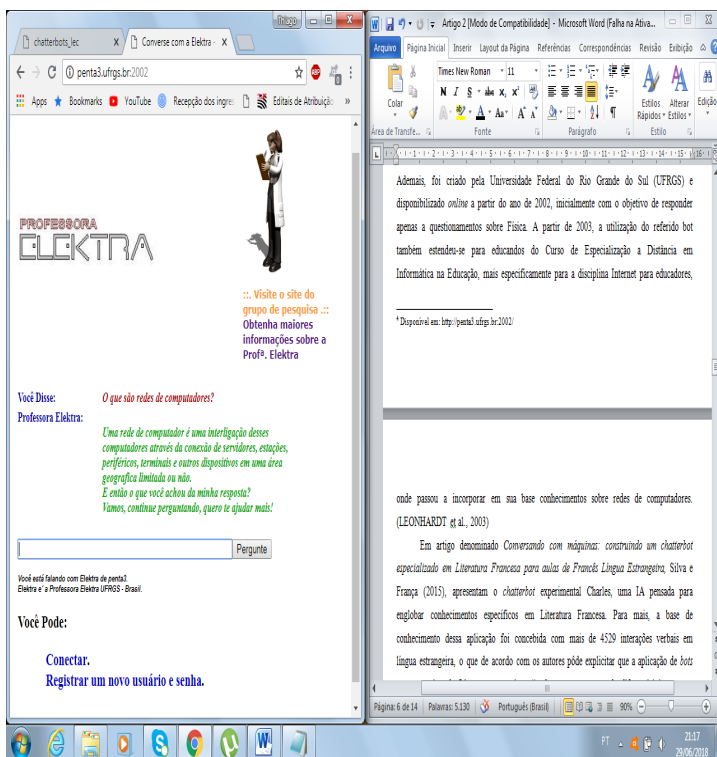 Thiago
chatterbots_lec
Converse com a Elektra -
penta3.ufrgs.br:2002
Apps
Bookmarks
YouTube
Recepção dos ingres
Editais de Atribuiçã
»
PROFESSORA
ELEKTRA
::. Visite o site do
grupo de pesquisa .::
Obtenha maiores
informações sobre a
Profª. Elektra
Você Disse: O que são redes de computadores?
Professora Elektra:
Uma rede de computador é uma interligação desses
computadores através da conexão de servidores, estações,
periféricos, terminais e outros dispositivos em uma área
geografica limitada ou não.
E então o que você achou da minha resposta?
Vamos, continue perguntando, quero te ajudar mais!
Pergunte
Você está falando com Elektra de penta3.
Elektra e' a Professora Elektra UFRGS - Brasil.
Você Pode:
Conectar.
Registrar um novo usuário e senha.
Artigo 2 [Modo de Compatibilidade] - Microsoft Word (Falha na Ativa...
Arquivo Página Inicial Inserir Layout da Página Referências Correspondências Revisão Exibição
Times New Roman 11
N I S abc x, x²
Colar
Estilos Rápidos
Alterar Estilos
Edição
Área de Transfe... Fonte Parágrafo Estilo
Ademais, foi criado pela Universidade Federal do Rio Grande do Sul (UFRGS) e
disponibilizado online a partir do ano de 2002, inicialmente com o objetivo de responder
apenas a questionamentos sobre Física. A partir de 2003, a utilização do referido bot
também estendeu-se para educandos do Curso de Especialização a Distância em
Informática na Educação, mais especificamente para a disciplina Internet para educadores,
4 Disponível em: http://penta3.ufrgs.br:2002/
onde passou a incorporar em sua base conhecimentos sobre redes de computadores.
(LEONHARDT et al., 2003)
Em artigo denominado Conversando com máquinas: construindo um chatterbot
especializado em Literatura Francesa para aulas de Francês Língua Estrangeira, Silva e
França (2015), apresentam o chatterbot experimental Charles, uma IA pensada para
englobar conhecimentos específicos em Literatura Francesa. Para mais, a base de
conhecimento dessa aplicação foi concebida com mais de 4529 interações verbais em
língua estrangeira, o que de acordo com os autores pôde explicitar que a aplicação de bots
Página: 6 de 14 Palavras: 5.130 Português (Brasil) 90%
PT
21:17
29/06/2018